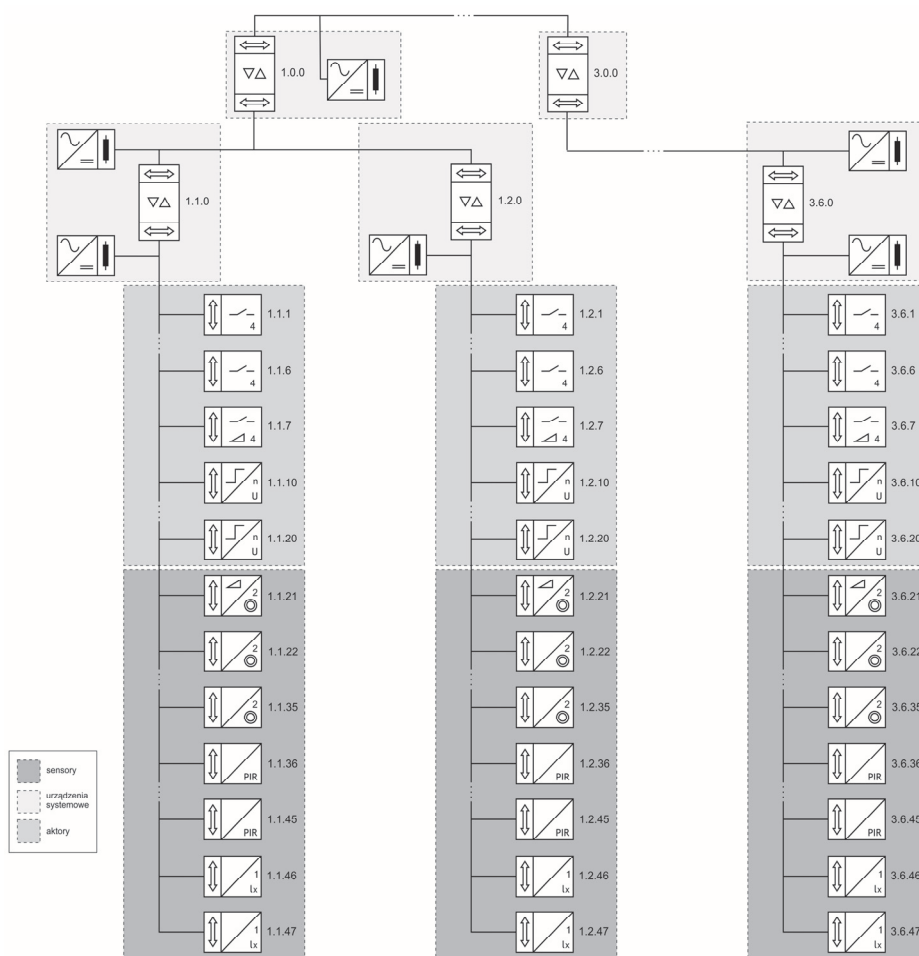 1.0.0
3.0.0
1.1.0
1.2.0
3.6.0
4
1.1.1
4
1.2.1
4
3.6.1
4
1.1.6
4
1.2.6
4
3.6.6
4
1.1.7
4
1.2.7
4
3.6.7
n
U
1.1.10
n
U
1.2.10
n
U
3.6.10
n
U
1.1.20
n
U
1.2.20
n
U
3.6.20
2
1.1.21
2
1.2.21
2
3.6.21
2
1.1.22
2
1.2.22
2
3.6.22
2
1.1.35
2
1.2.35
2
3.6.35
PIR
1.1.36
PIR
1.2.36
PIR
3.6.36
PIR
1.1.45
PIR
1.2.45
PIR
3.6.45
1
lx
1.1.46
1
lx
1.2.46
1
lx
3.6.46
1
lx
1.1.47
1
lx
1.2.47
1
lx
3.6.47
sensory
urządzenia
systemowe
aktory